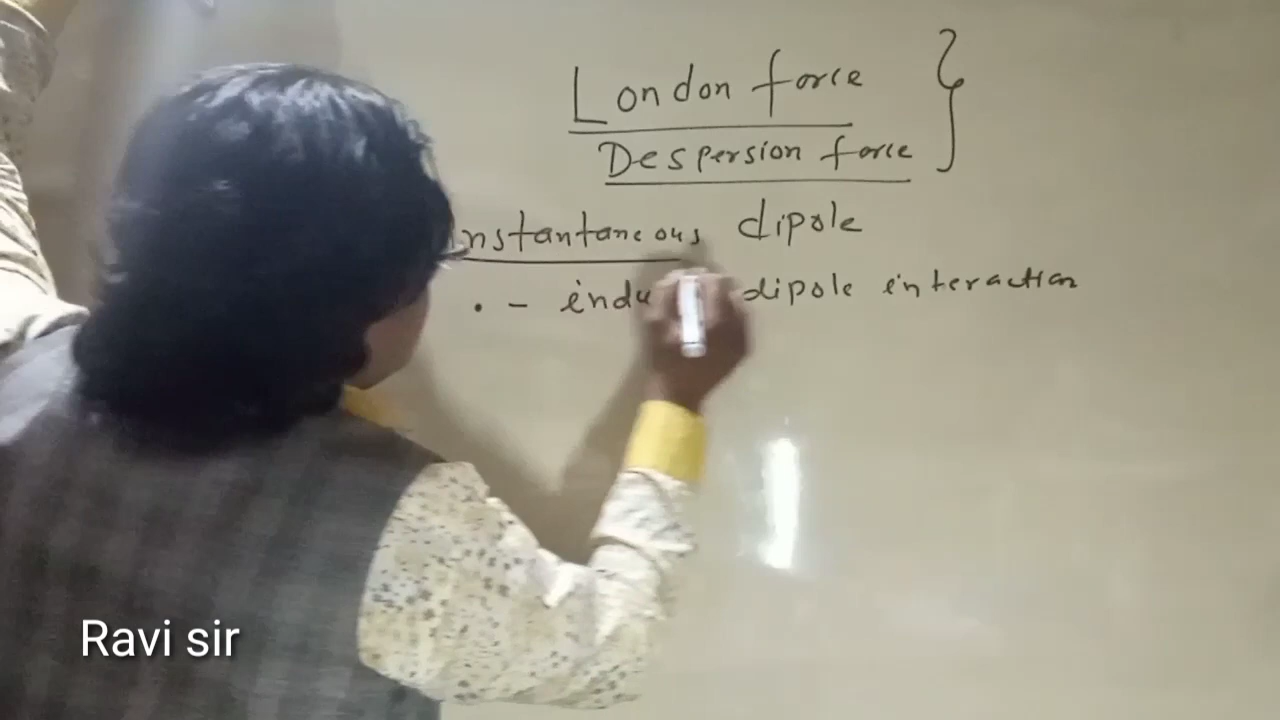 London force }
Despersion force
nstantaneous dipole
. - indu dipole interaction
Ravi sir